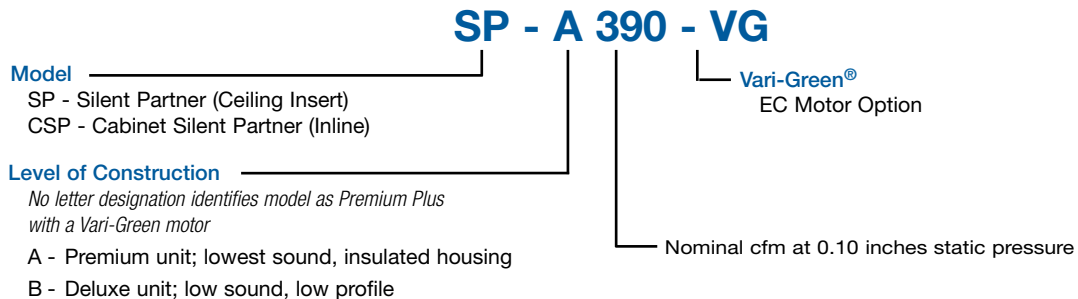 SP - A 390 - VG
Model
SP - Silent Partner (Ceiling Insert)
CSP - Cabinet Silent Partner (Inline)
Vari-Green®
EC Motor Option
Level of Construction
No letter designation identifies model as Premium Plus
with a Vari-Green motor
A - Premium unit; lowest sound, insulated housing
B - Deluxe unit; low sound, low profile
Nominal cfm at 0.10 inches static pressure